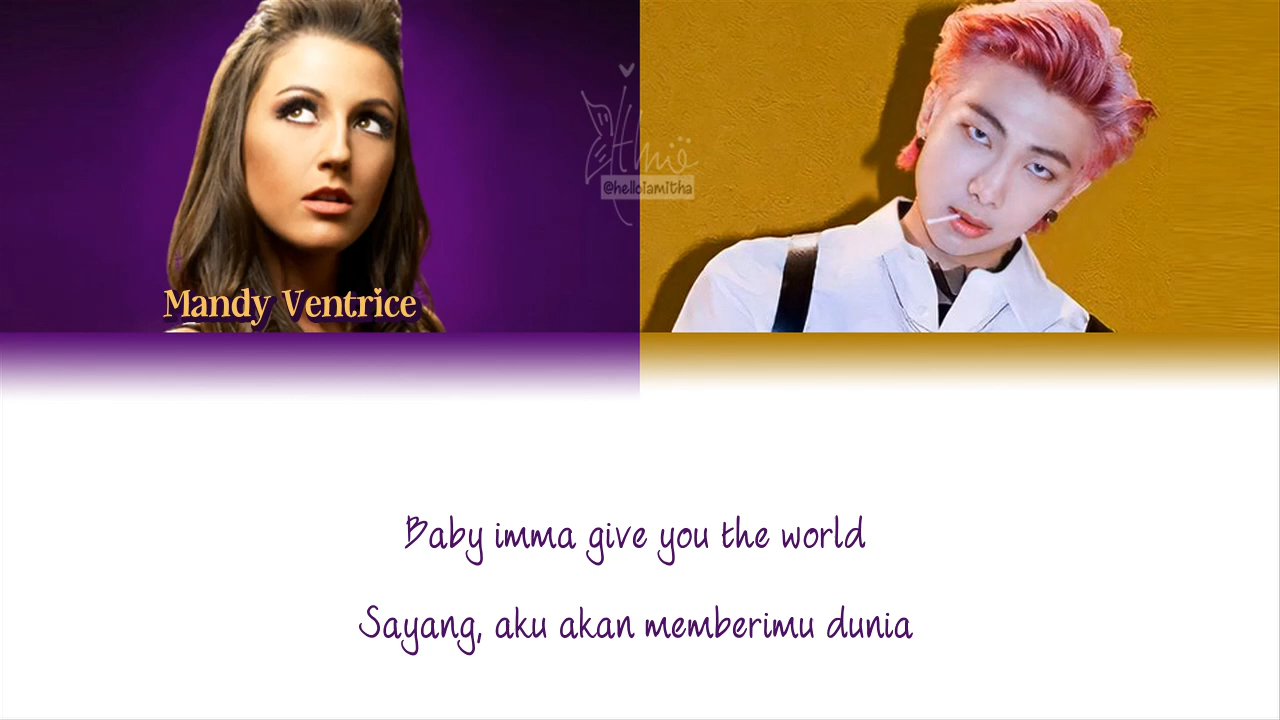 @helloiamitha
Mandy Ventrice
Baby imma give you the world
Sayang, aku akan memberimu dunia